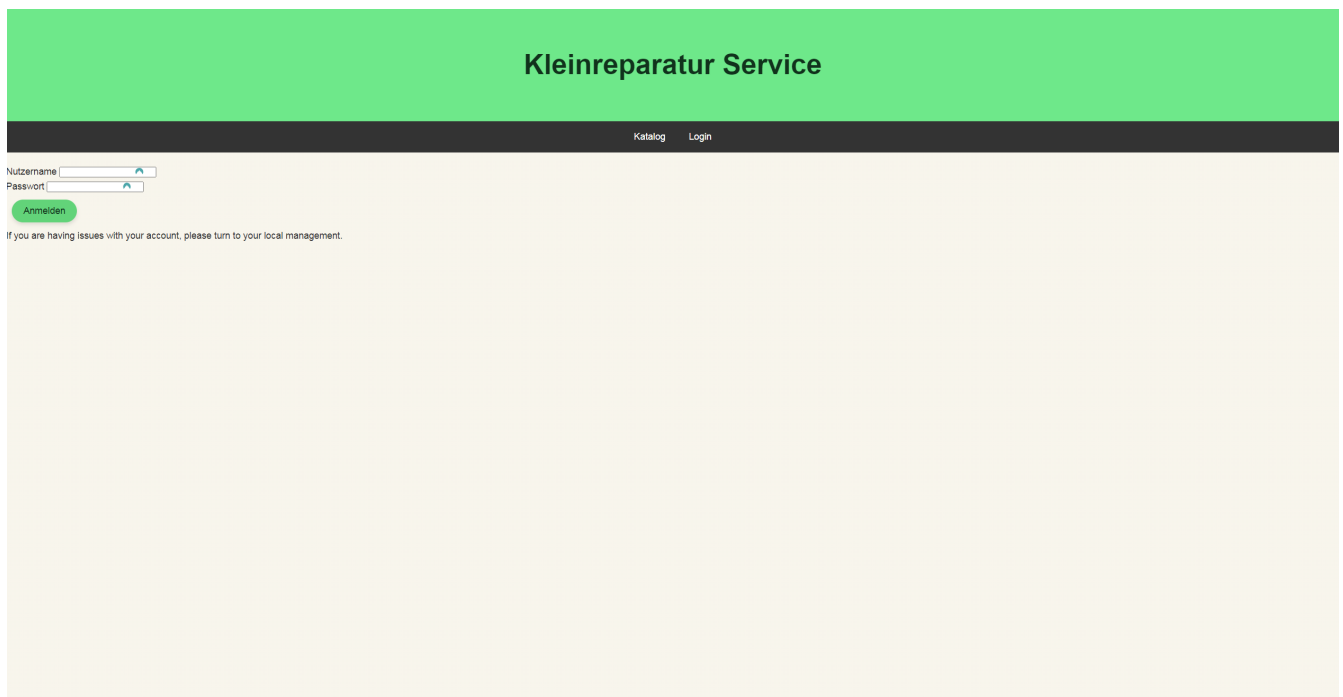 Kleinreparatur Service
Katalog Login
Nutzername
Passwort
Anmelden
If you are having issues with your account, please turn to your local management.